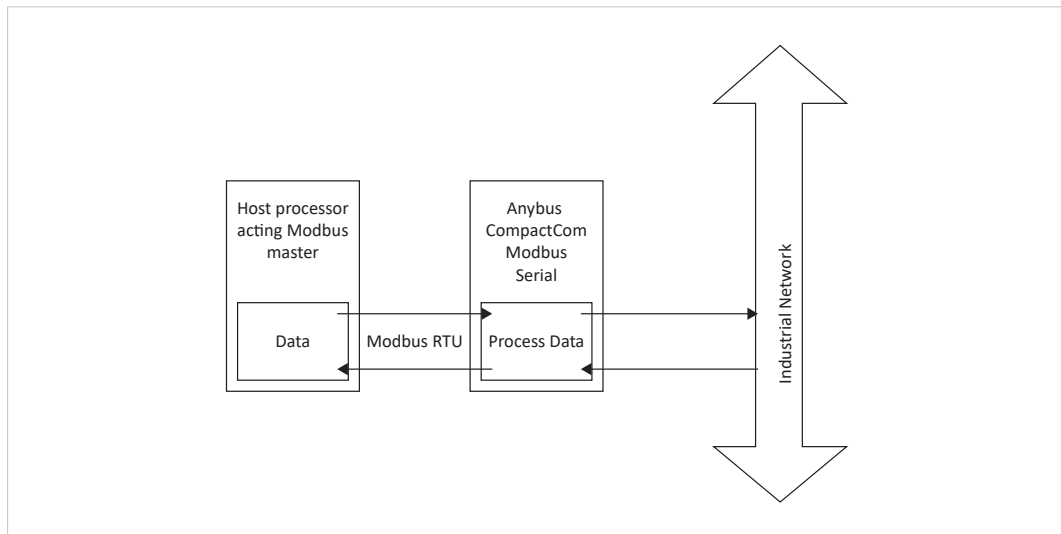 Host processor
acting Modbus
master
Data
Modbus RTU
Anybus
CompactCom
Modbus
Serial
Process Data
Industrial Network